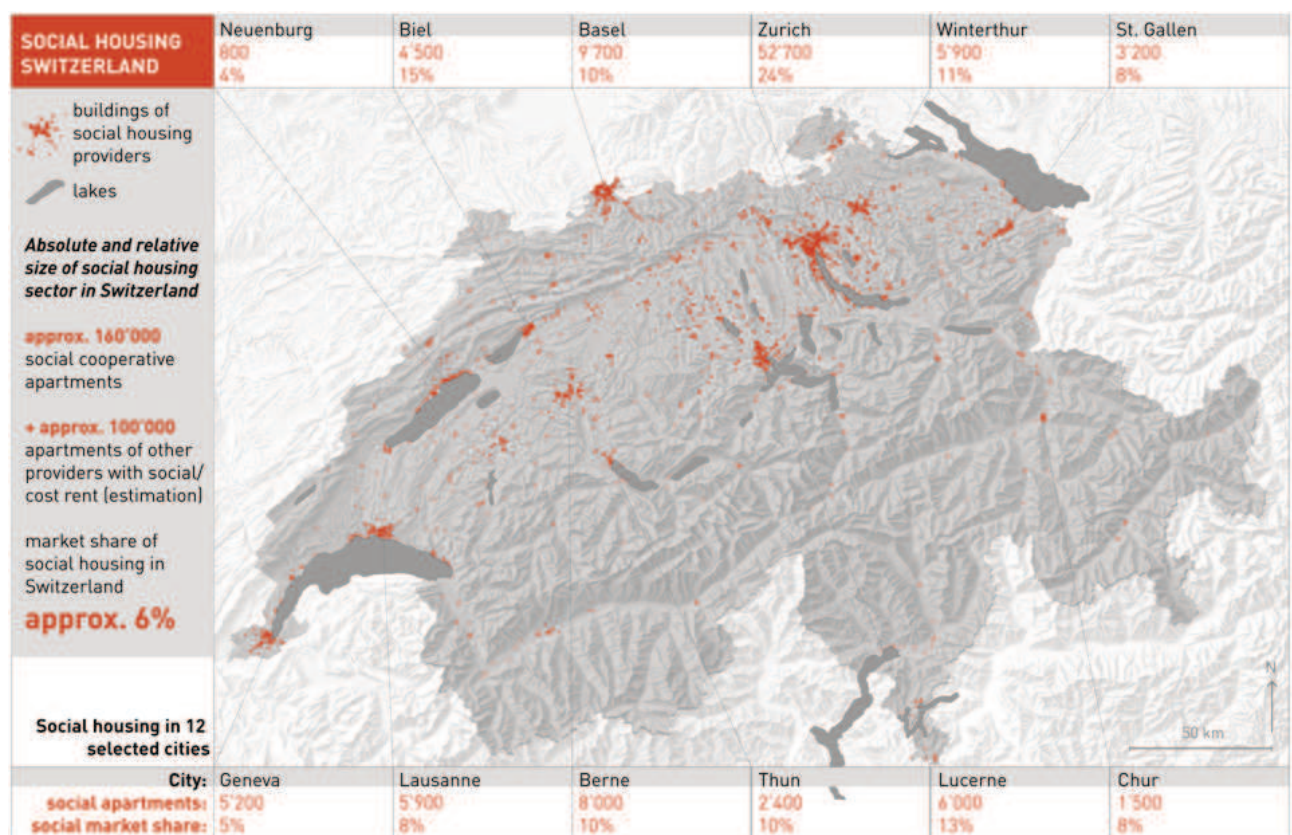 SOCIAL HOUSING
SWITZERLAND
Neuenburg
800
4%
Biel
4'500
15%
Basel
9'700
10%
Zurich
52'700
24%
Winterthur
5'900
11%
St. Gallen
3'200
8%
buildings of
social housing
providers
lakes
Absolute and relative
size of social housing
sector in Switzerland
approx. 160'000
social cooperative
apartments
+ approx. 100'000
apartments of other
providers with social/
cost rent (estimation)
market share of
social housing in
Switzerland
approx. 6%
N
50 km
Social housing in 12
selected cities
City: Geneva Lausanne Berne Thun Lucerne Chur
social apartments: 5'200 5'900 8'000 2'400 6'000 1'500
social market share: 5% 8% 10% 10% 13% 8%